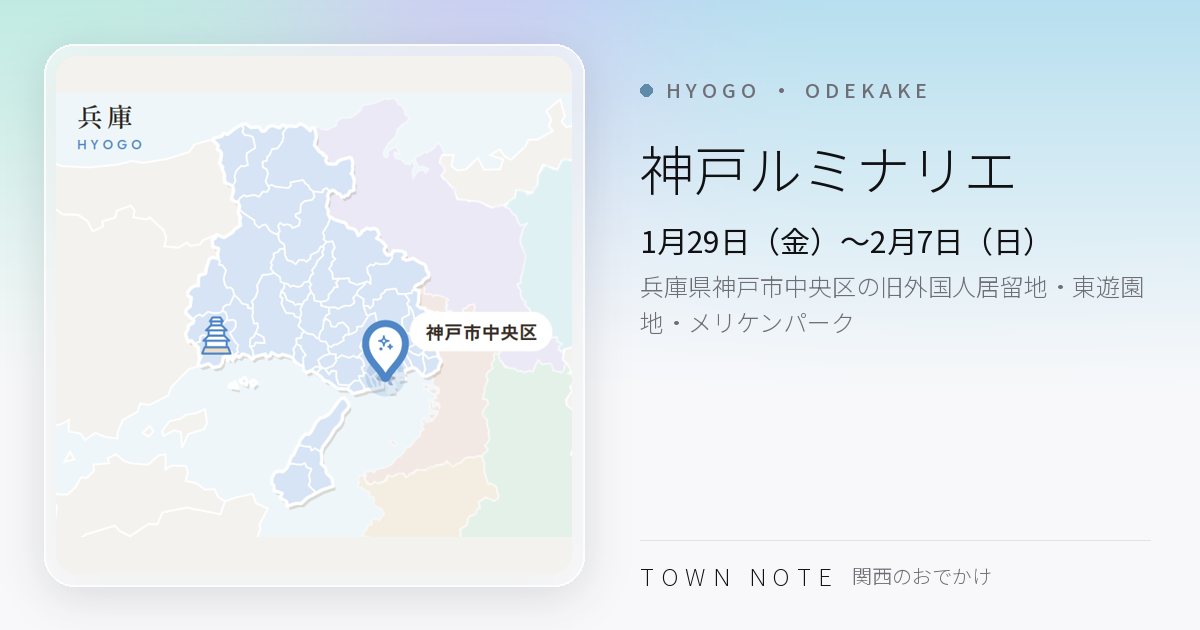 兵庫
HYOGO
神戸市中央区
HYOGO • ODEKAKE
神戸ルミナリエ
1月29日（金）〜2月7日（日）
兵庫県神戸市中央区の旧外国人居留地・東遊園
地・メリケンパーク
TOWN NOTE 関西のおでかけ